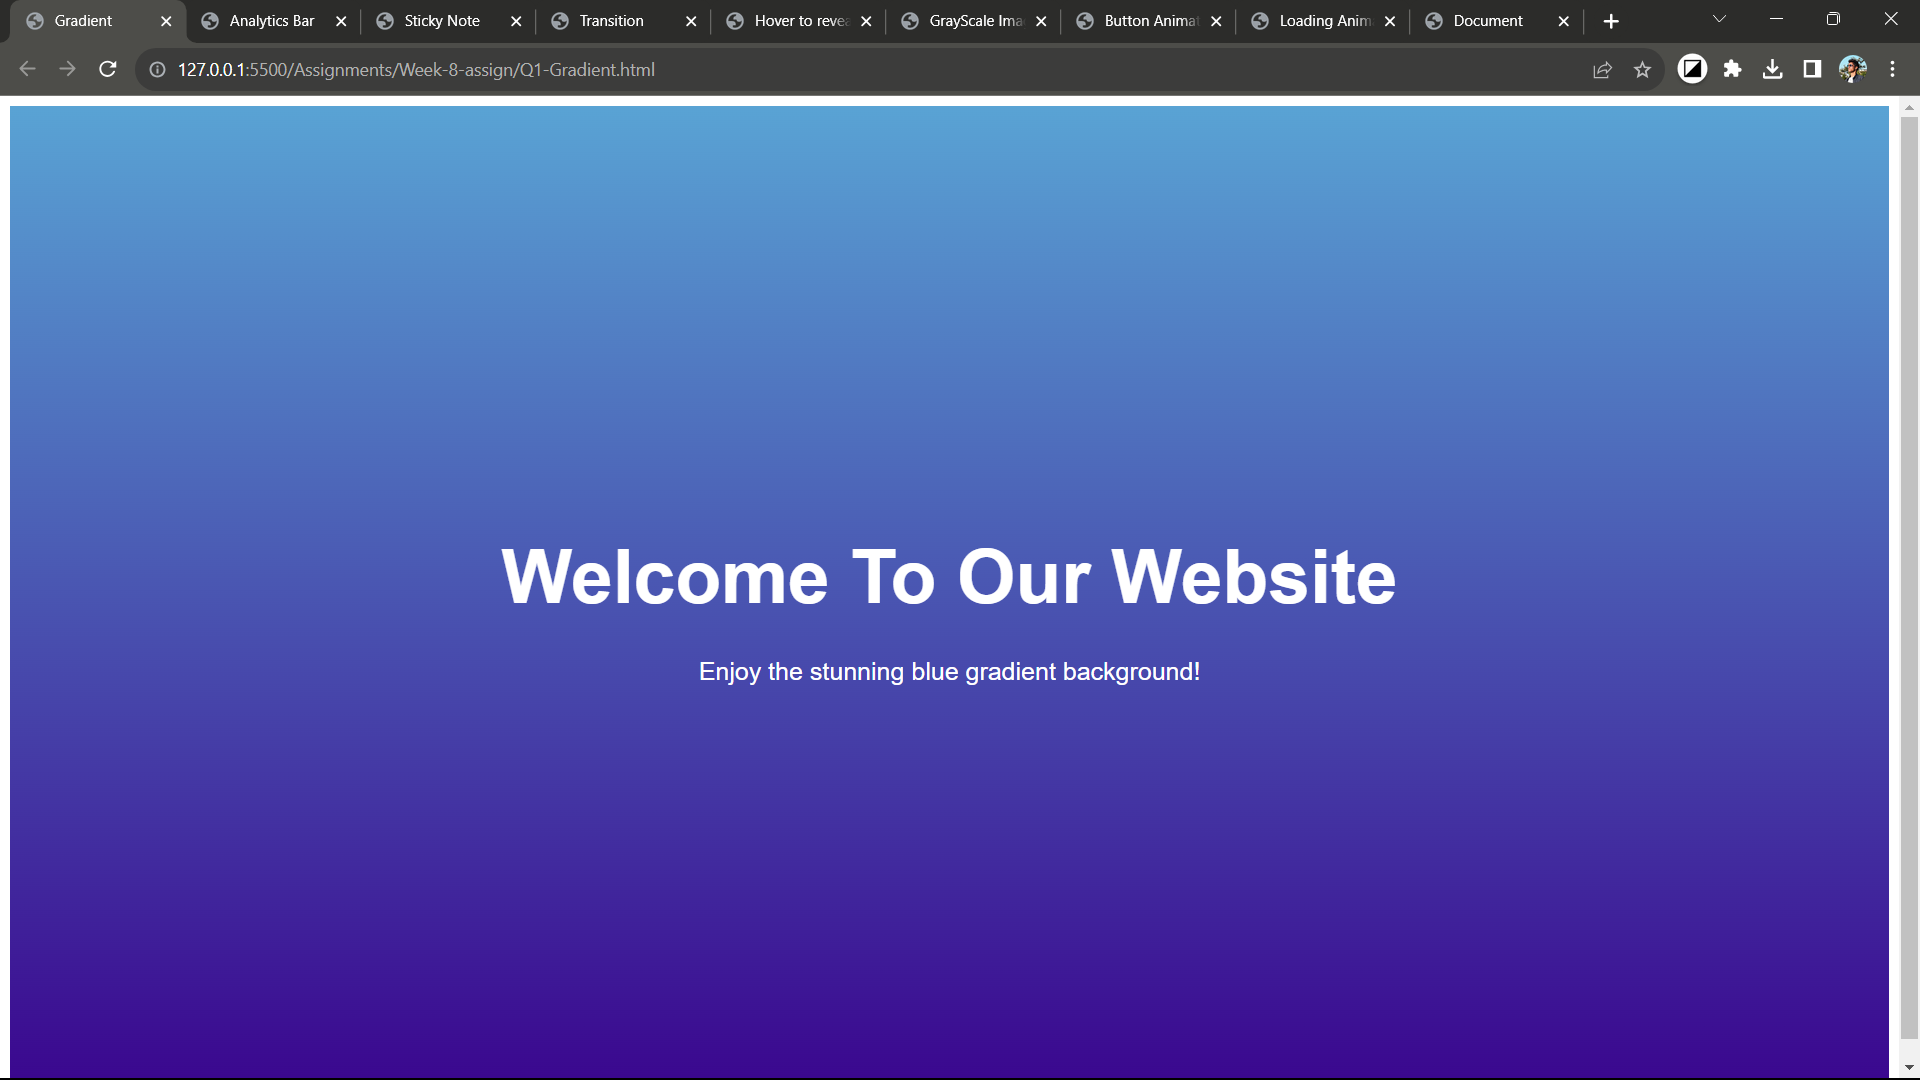 Gradient
Analytics Bar
Sticky Note
Transition
Hover to revea
GrayScale Ima
Button Animat
Loading Anim
Document
127.0.0.1:5500/Assignments/Week-8-assign/Q1-Gradient.html
Welcome To Our Website
Enjoy the stunning blue gradient background!